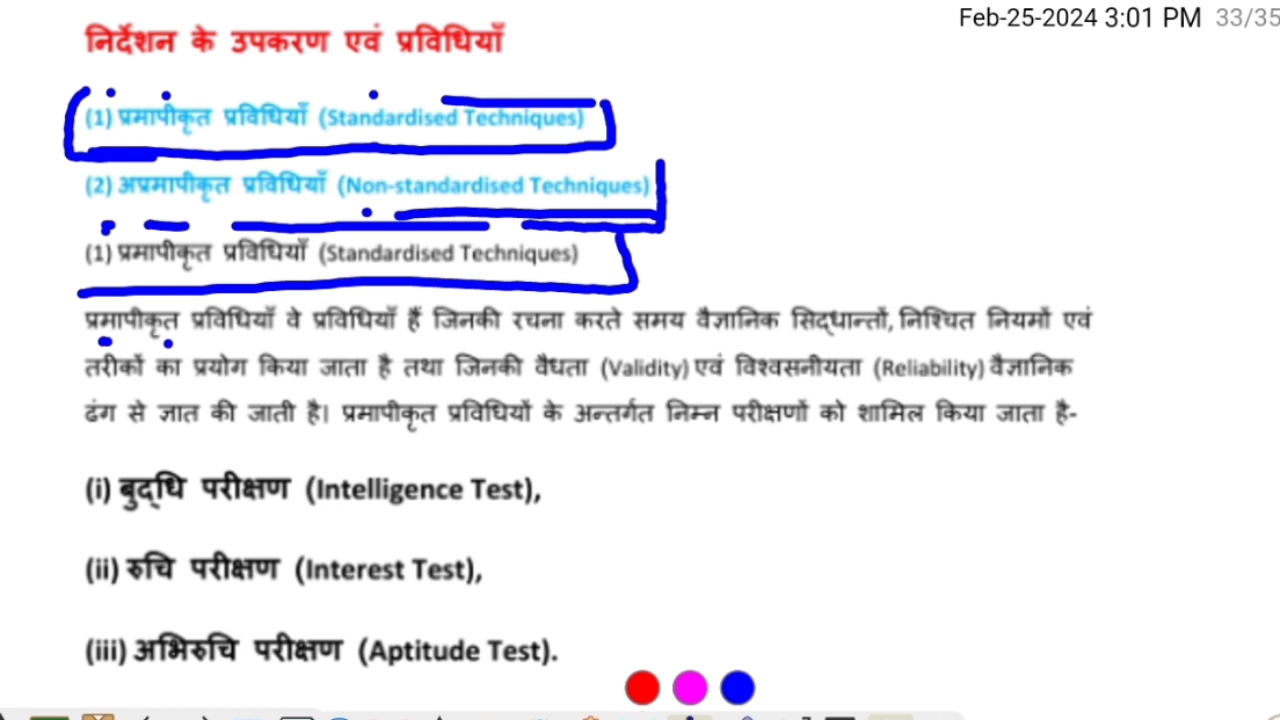 Feb-25-2024 3:01 PM 33/35
निर्देशन के उपकरण एवं प्रविधियाँ
(1) प्रमापीकृत प्रविधियाँ (Standardised Techniques)
(2) अप्रमापीकृत प्रविधियाँ (Non-standardised Techniques)
(1) प्रमापीकृत प्रविधियाँ (Standardised Techniques)
प्रमापीकृत प्रविधियाँ वे प्रविधियाँ हैं जिनकी रचना करते समय वैज्ञानिक सिद्धान्तों, निश्चित नियमों एवं
तरीकों का प्रयोग किया जाता है तथा जिनकी वैधता (Validity) एवं विश्वसनीयता (Reliability) वैज्ञानिक
ढंग से ज्ञात की जाती है। प्रमापीकृत प्रविधियों के अन्तर्गत निम्न परीक्षणों को शामिल किया जाता है-
(i) बुद्धि परीक्षण (Intelligence Test),
(ii) रुचि परीक्षण (Interest Test),
(iii) अभिरुचि परीक्षण (Aptitude Test).